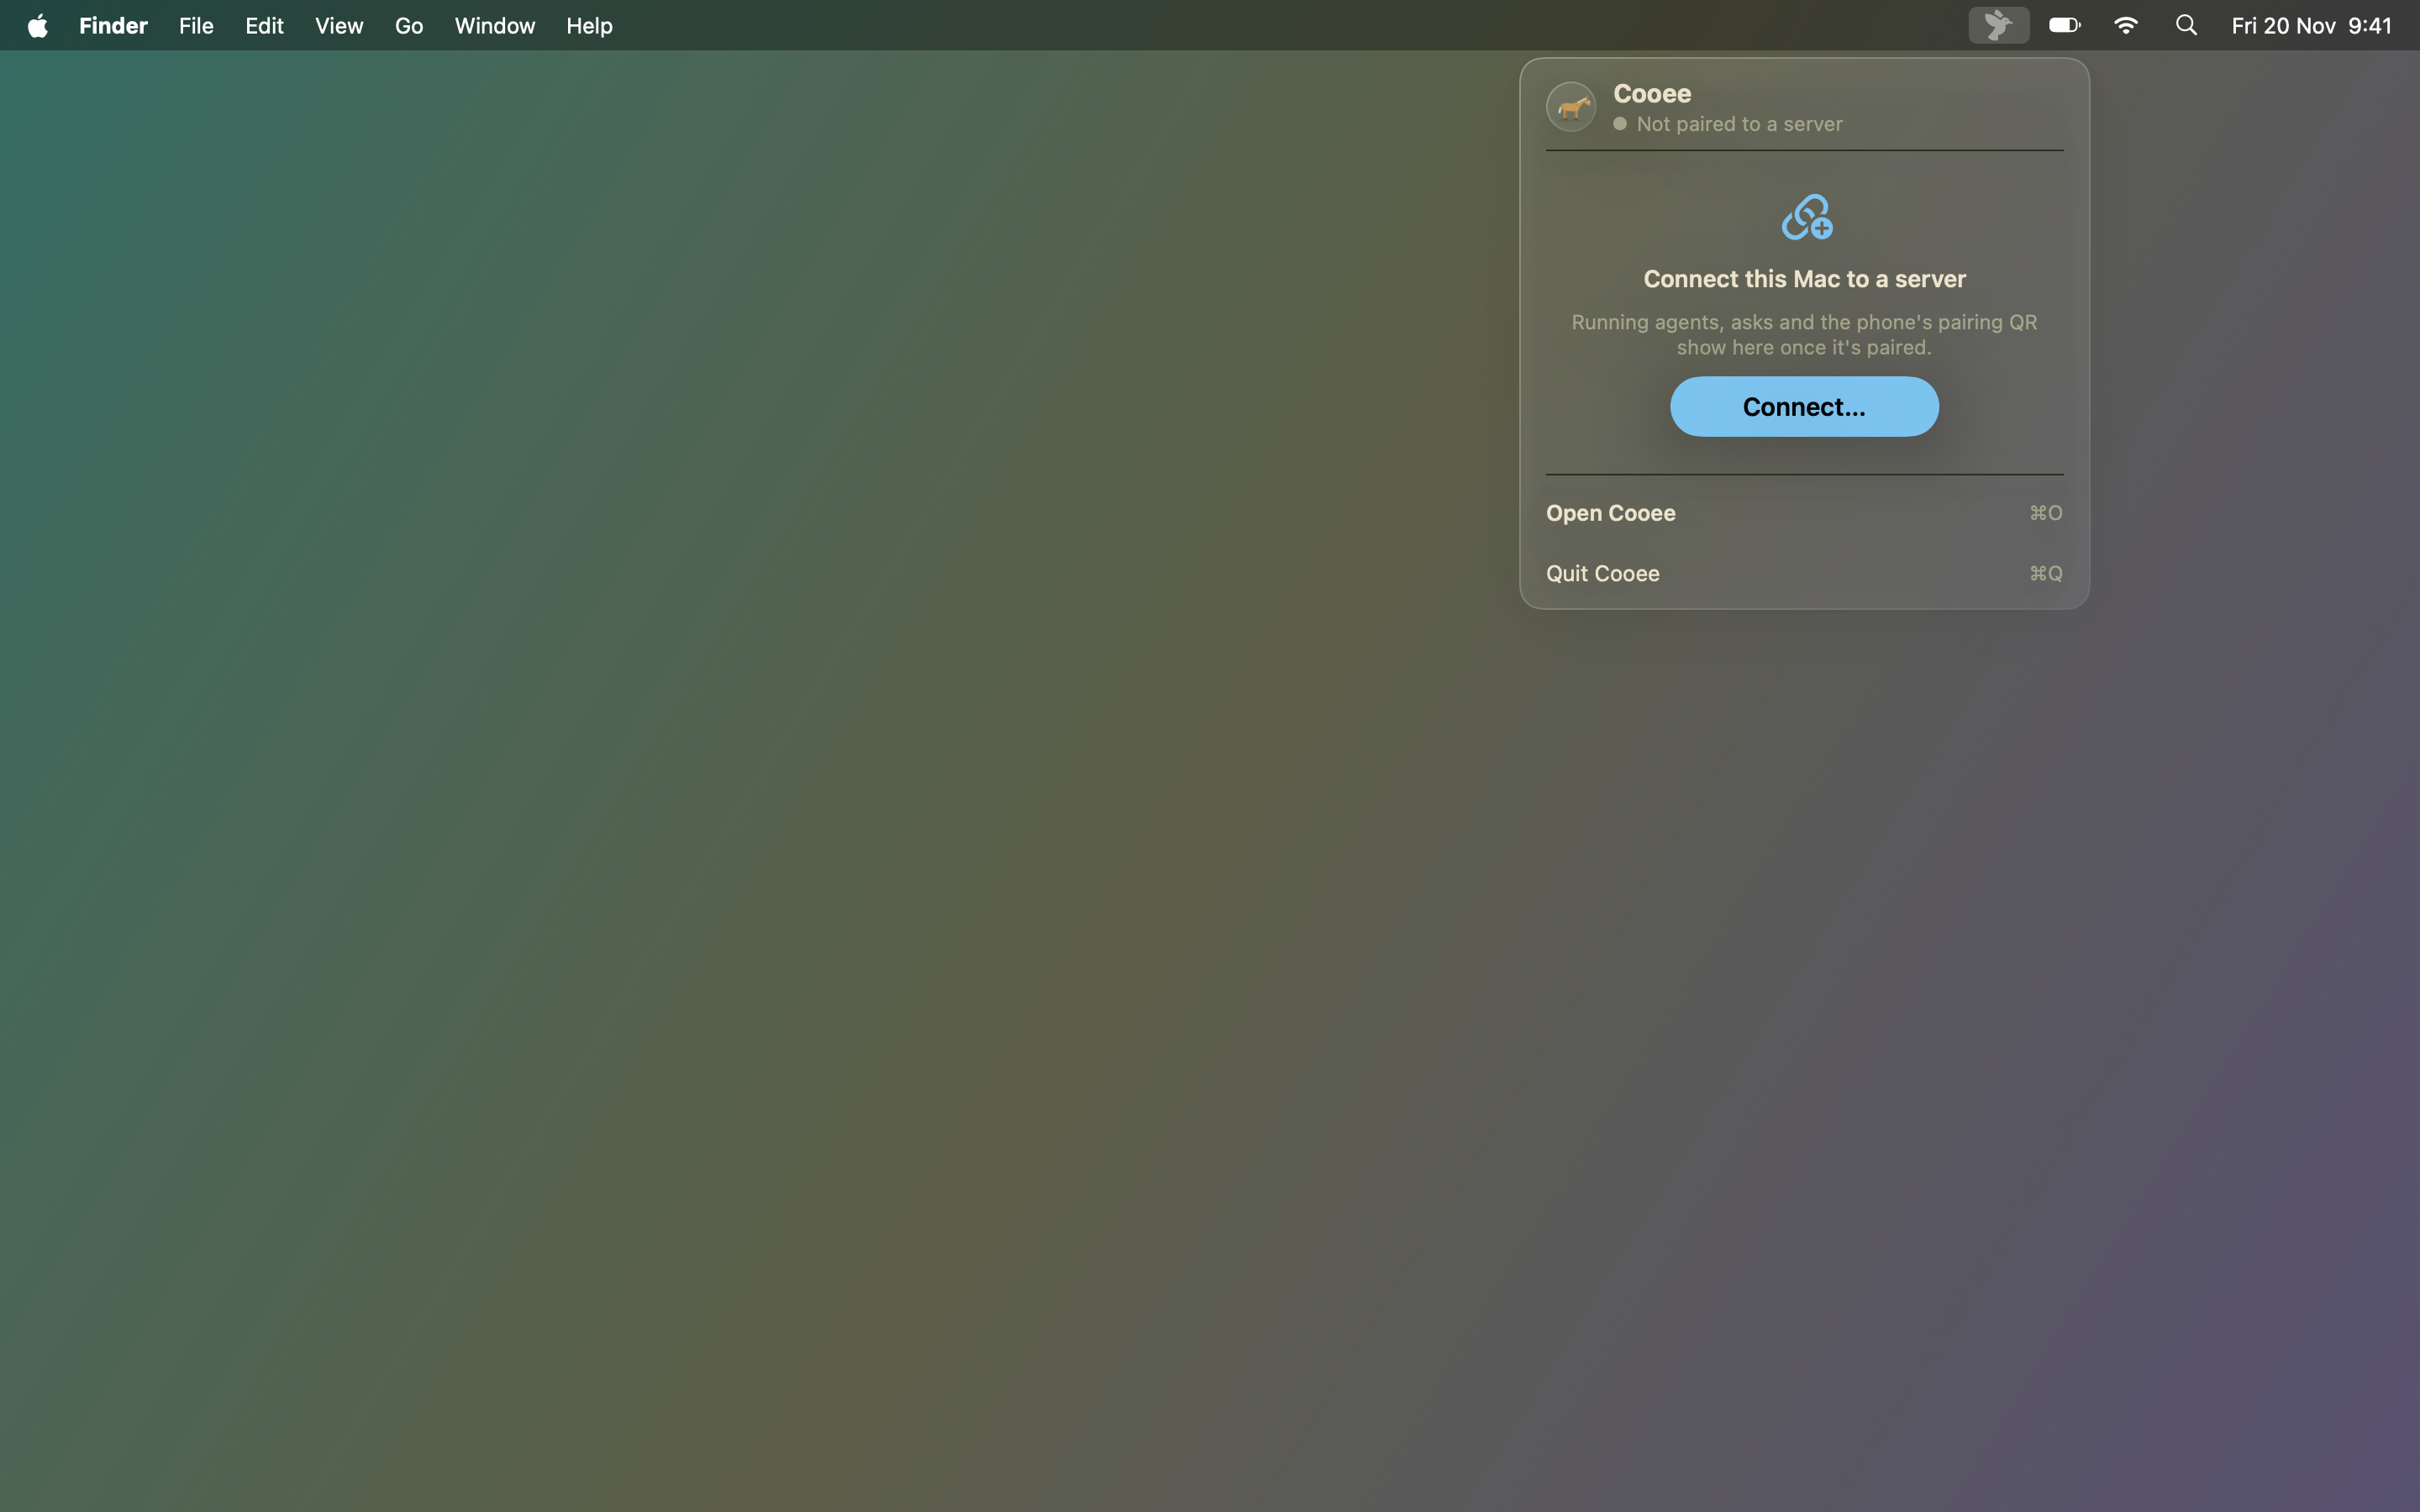 Finder File Edit View Go Window Help Fri 20 Nov 9:41
Cooee
Not paired to a server
Connect this Mac to a server
Running agents, asks and the phone's pairing QR
show here once it's paired.
Connect...
Open Cooee ⌘O
Quit Cooee ⌘Q